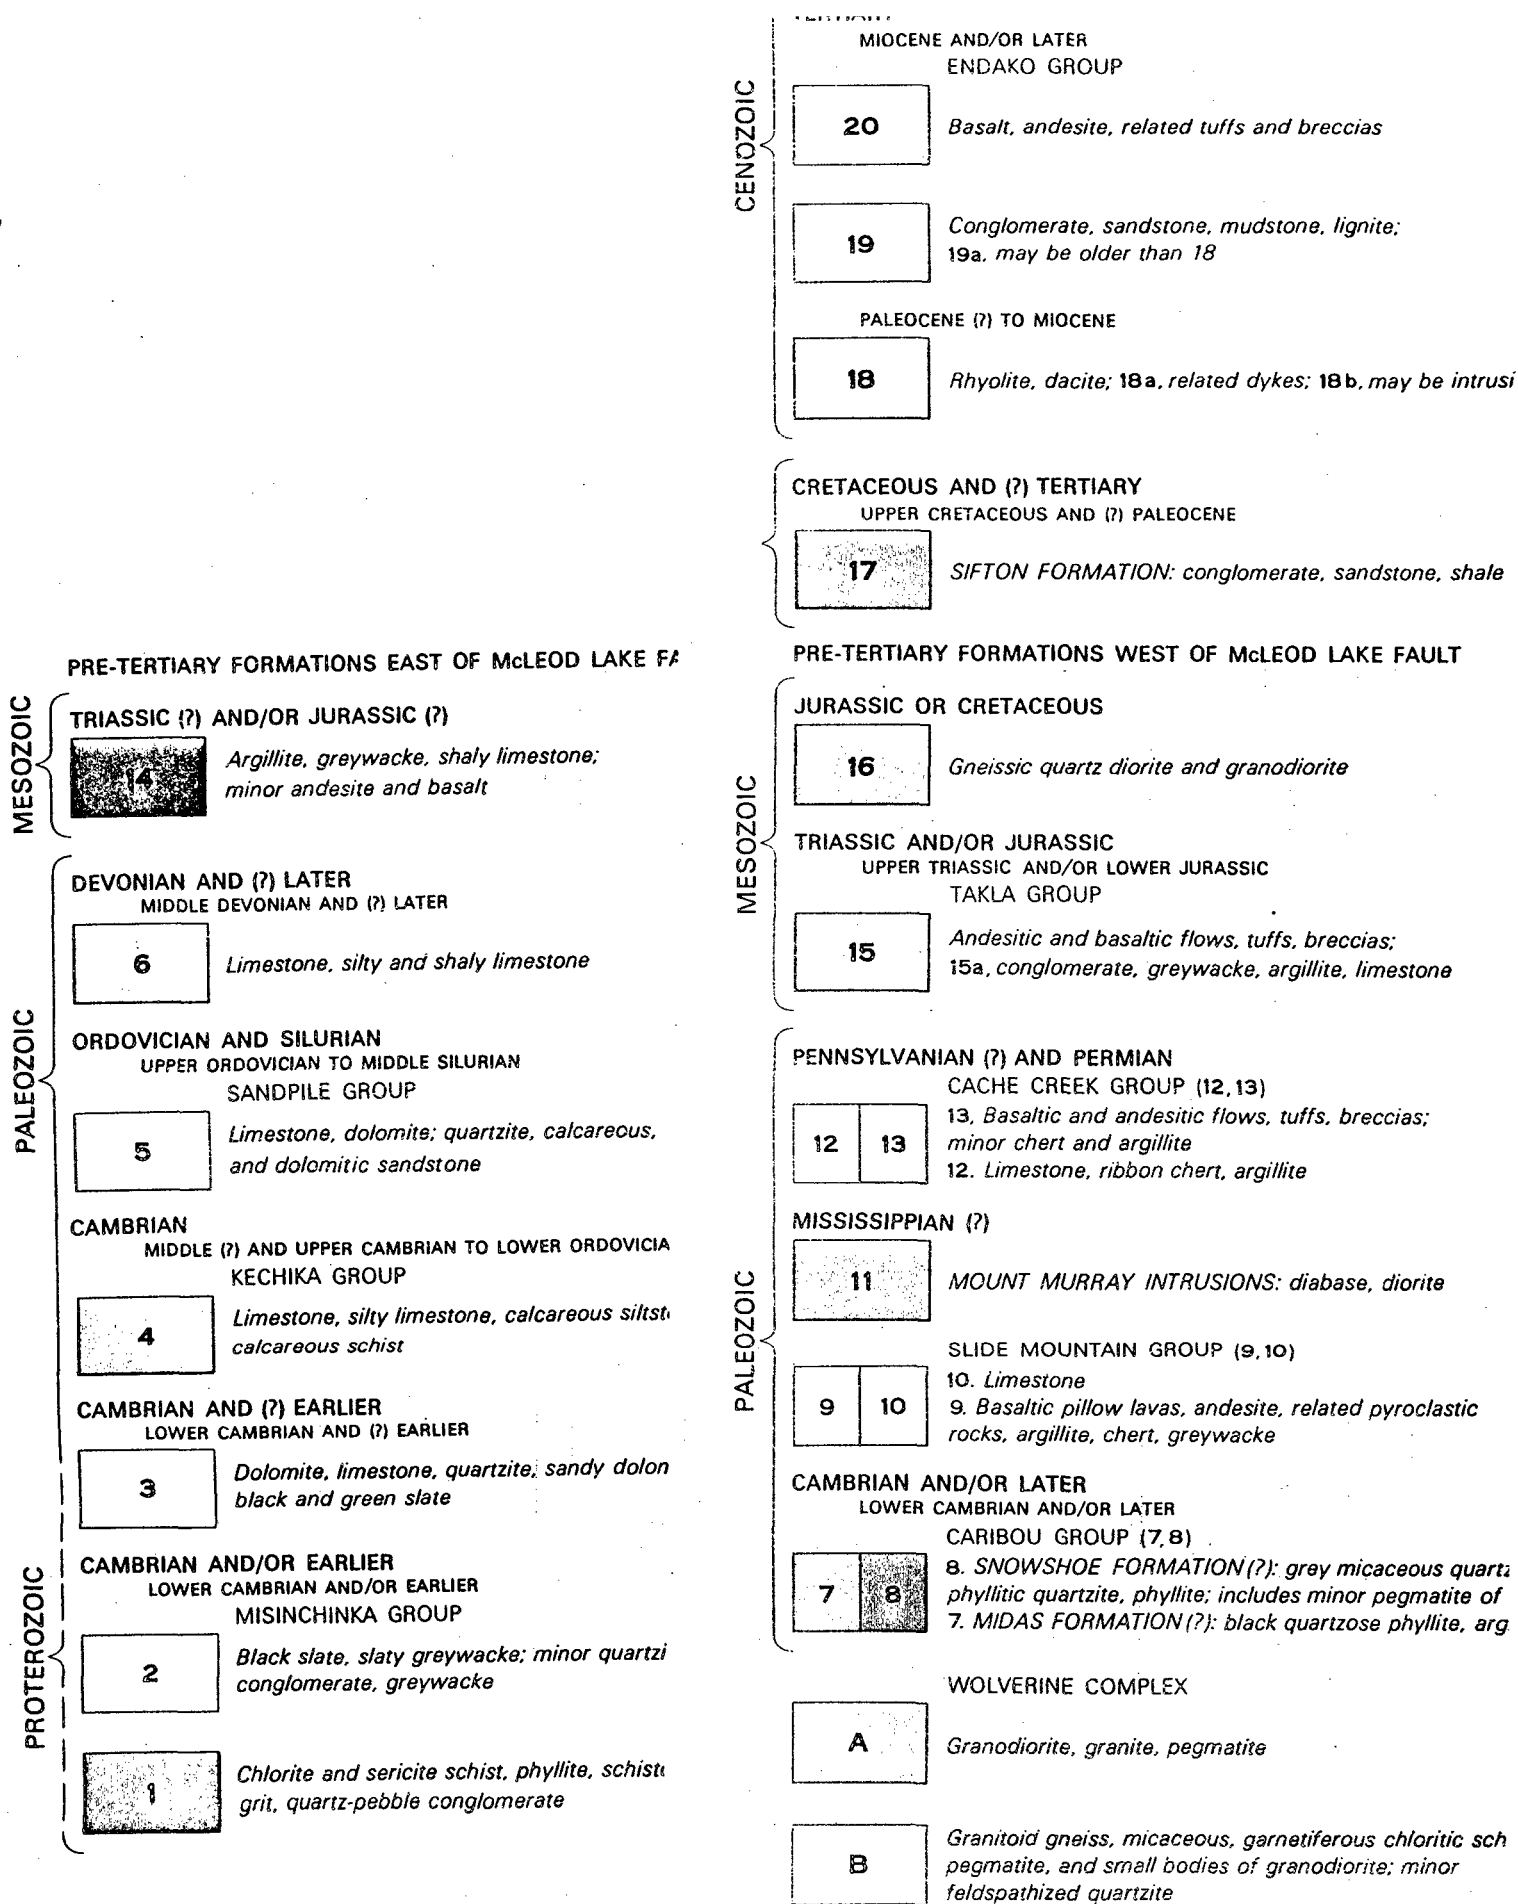 MIOCENE AND/OR LATER
ENDAKO GROUP
CENOZOIC
20
Basalt, andesite, related tuffs and breccias
19
Conglomerate, sandstone, mudstone, lignite;
19a, may be older than 18
PALEOCENE (?) TO MIOCENE
18
Rhyolite, dacite; 18a, related dykes; 18b, may be intrusi
CRETACEOUS AND (?) TERTIARY
UPPER CRETACEOUS AND (?) PALEOCENE
17
SIFTON FORMATION: conglomerate, sandstone, shale
PRE-TERTIARY FORMATIONS EAST OF McLEOD LAKE FA
MESOZOIC
TRIASSIC (?) AND/OR JURASSIC (?)
14
Argillite, greywacke, shaly limestone;
minor andesite and basalt
PALEOZOIC
DEVONIAN AND (?) LATER
MIDDLE DEVONIAN AND (?) LATER
6
Limestone, silty and shaly limestone
ORDOVICIAN AND SILURIAN
UPPER ORDOVICIAN TO MIDDLE SILURIAN
SANDPILE GROUP
5
Limestone, dolomite; quartzite, calcareous,
and dolomitic sandstone
CAMBRIAN
MIDDLE (?) AND UPPER CAMBRIAN TO LOWER ORDOVICIA
KECHIKA GROUP
4
Limestone, silty limestone, calcareous siltst
calcareous schist
CAMBRIAN AND (?) EARLIER
LOWER CAMBRIAN AND (?) EARLIER
3
Dolomite, limestone, quartzite, sandy dolon
black and green slate
PROTEROZOIC
CAMBRIAN AND/OR EARLIER
LOWER CAMBRIAN AND/OR EARLIER
MISINCHINKA GROUP
2
Black slate, slaty greywacke; minor quartzi
conglomerate, greywacke
1
Chlorite and sericite schist, phyllite, schist
grit, quartz-pebble conglomerate
PRE-TERTIARY FORMATIONS WEST OF McLEOD LAKE FAULT
MESOZOIC
JURASSIC OR CRETACEOUS
16
Gneissic quartz diorite and granodiorite
TRIASSIC AND/OR JURASSIC
UPPER TRIASSIC AND/OR LOWER JURASSIC
TAKLA GROUP
15
Andesitic and basaltic flows, tuffs, breccias;
15a, conglomerate, greywacke, argillite, limestone
PALEOZOIC
PENNSYLVANIAN (?) AND PERMIAN
CACHE CREEK GROUP (12,13)
12 13
13, Basaltic and andesitic flows, tuffs, breccias;
minor chert and argillite
12. Limestone, ribbon chert, argillite
MISSISSIPPIAN (?)
11
MOUNT MURRAY INTRUSIONS: diabase, diorite
SLIDE MOUNTAIN GROUP (9,10)
9 10
10. Limestone
9. Basaltic pillow lavas, andesite, related pyroclastic
rocks, argillite, chert, greywacke
CAMBRIAN AND/OR LATER
LOWER CAMBRIAN AND/OR LATER
CARIBOU GROUP (7,8)
7 8
8. SNOWSHOE FORMATION(?): grey micaceous quartz
phyllitic quartzite, phyllite; includes minor pegmatite of
7. MIDAS FORMATION(?): black quartzose phyllite, arg
WOLVERINE COMPLEX
A
Granodiorite, granite, pegmatite
B
Granitoid gneiss, micaceous, garnetiferous chloritic sch
pegmatite, and small bodies of granodiorite; minor
feldspathized quartzite